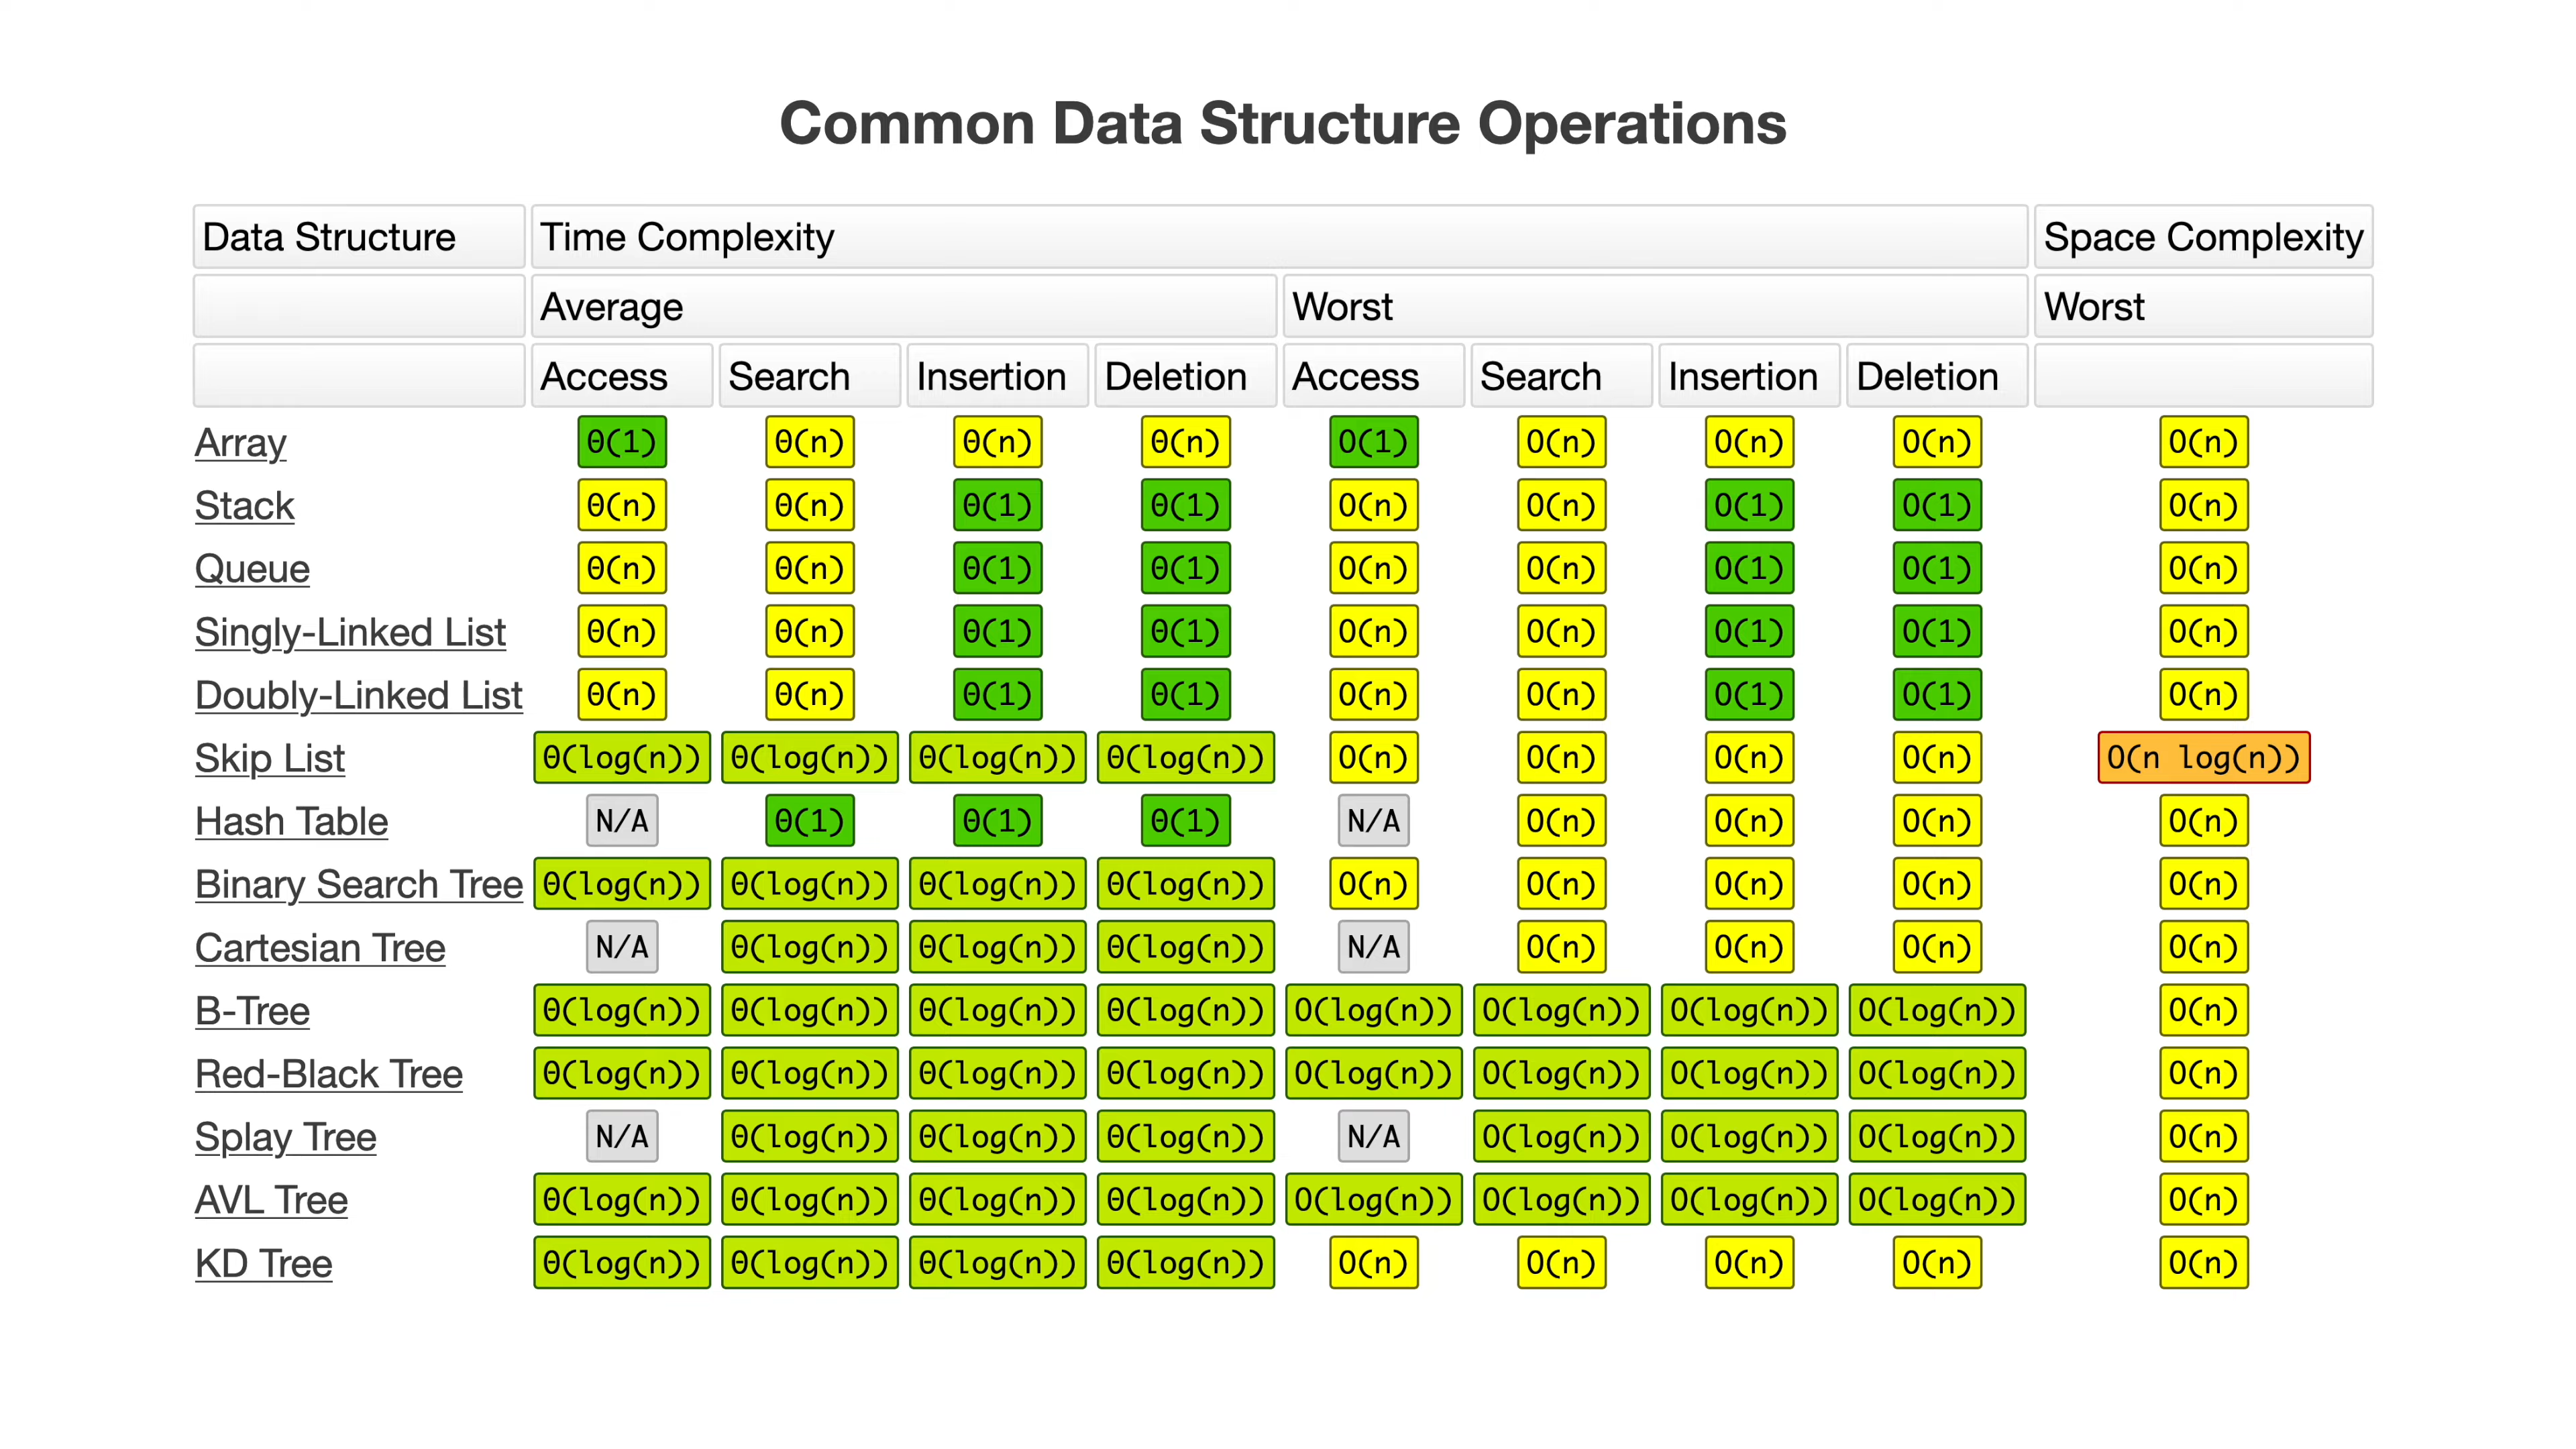 Common Data Structure Operations
Data Structure Time Complexity Space Complexity
Average Worst Worst
Access Search Insertion Deletion Access Search Insertion Deletion
Array Θ(1) Θ(n) Θ(n) Θ(n) O(1) O(n) O(n) O(n) O(n)
Stack Θ(n) Θ(n) Θ(1) Θ(1) O(n) O(n) O(1) O(1) O(n)
Queue Θ(n) Θ(n) Θ(1) Θ(1) O(n) O(n) O(1) O(1) O(n)
Singly-Linked List Θ(n) Θ(n) Θ(1) Θ(1) O(n) O(n) O(1) O(1) O(n)
Doubly-Linked List Θ(n) Θ(n) Θ(1) Θ(1) O(n) O(n) O(1) O(1) O(n)
Skip List Θ(log(n)) Θ(log(n)) Θ(log(n)) Θ(log(n)) O(n) O(n) O(n) O(n) O(n log(n))
Hash Table N/A Θ(1) Θ(1) Θ(1) N/A O(n) O(n) O(n) O(n)
Binary Search Tree Θ(log(n)) Θ(log(n)) Θ(log(n)) Θ(log(n)) O(n) O(n) O(n) O(n) O(n)
Cartesian Tree N/A Θ(log(n)) Θ(log(n)) Θ(log(n)) N/A O(n) O(n) O(n) O(n)
B-Tree Θ(log(n)) Θ(log(n)) Θ(log(n)) Θ(log(n)) O(log(n)) O(log(n)) O(log(n)) O(log(n)) O(n)
Red-Black Tree Θ(log(n)) Θ(log(n)) Θ(log(n)) Θ(log(n)) O(log(n)) O(log(n)) O(log(n)) O(log(n)) O(n)
Splay Tree N/A Θ(log(n)) Θ(log(n)) Θ(log(n)) N/A O(log(n)) O(log(n)) O(log(n)) O(n)
AVL Tree Θ(log(n)) Θ(log(n)) Θ(log(n)) Θ(log(n)) O(log(n)) O(log(n)) O(log(n)) O(log(n)) O(n)
KD Tree Θ(log(n)) Θ(log(n)) Θ(log(n)) Θ(log(n)) O(n) O(n) O(n) O(n) O(n)